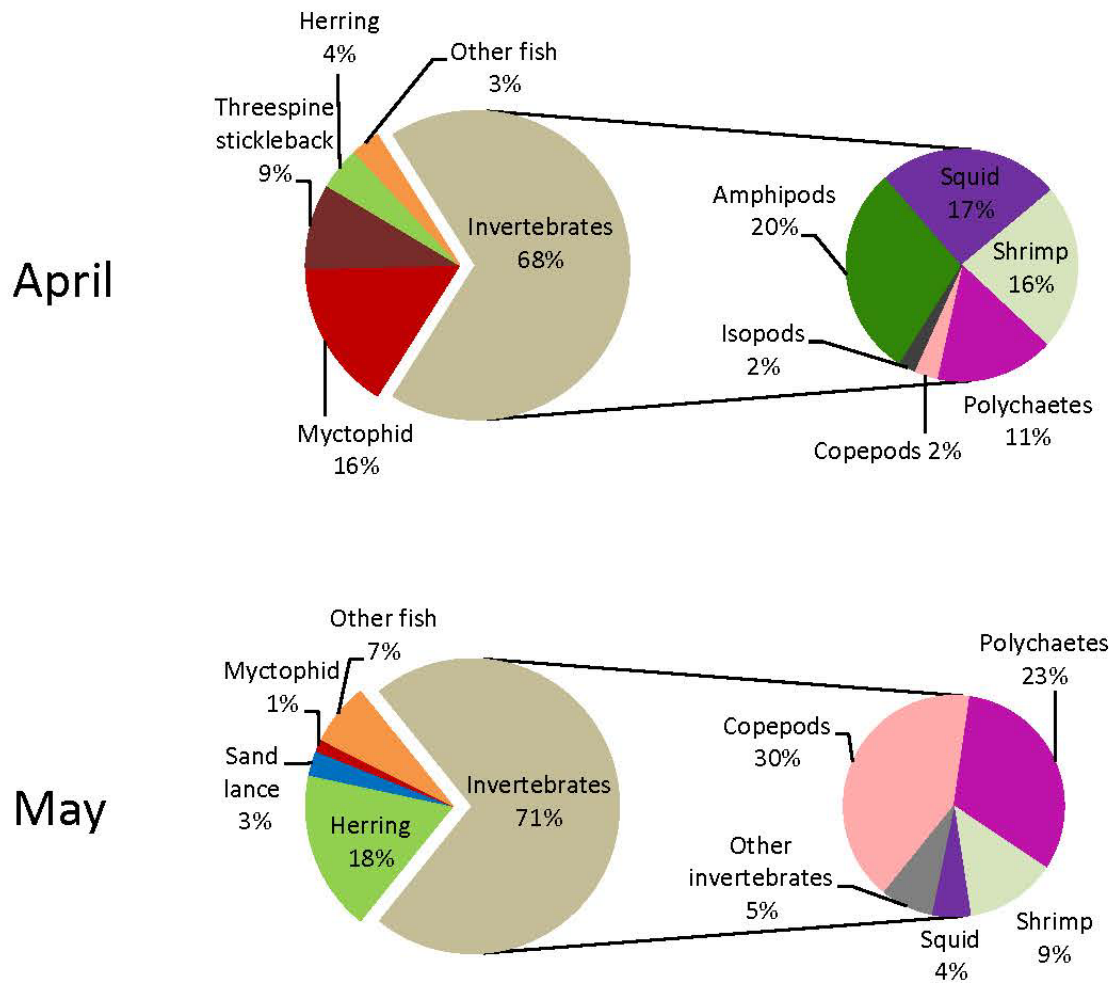 April
Herring
4%
Other fish
3%
Threespine
stickleback
9%
Invertebrates
68%
Myctophid
16%
Amphipods
20%
Squid
17%
Shrimp
16%
Isopods
2%
Copepods 2%
Polychaetes
11%
May
Other fish
7%
Myctophid
1%
Sand
lance
3%
Herring
18%
Invertebrates
71%
Polychaetes
23%
Copepods
30%
Other
invertebrates
5%
Squid
4%
Shrimp
9%